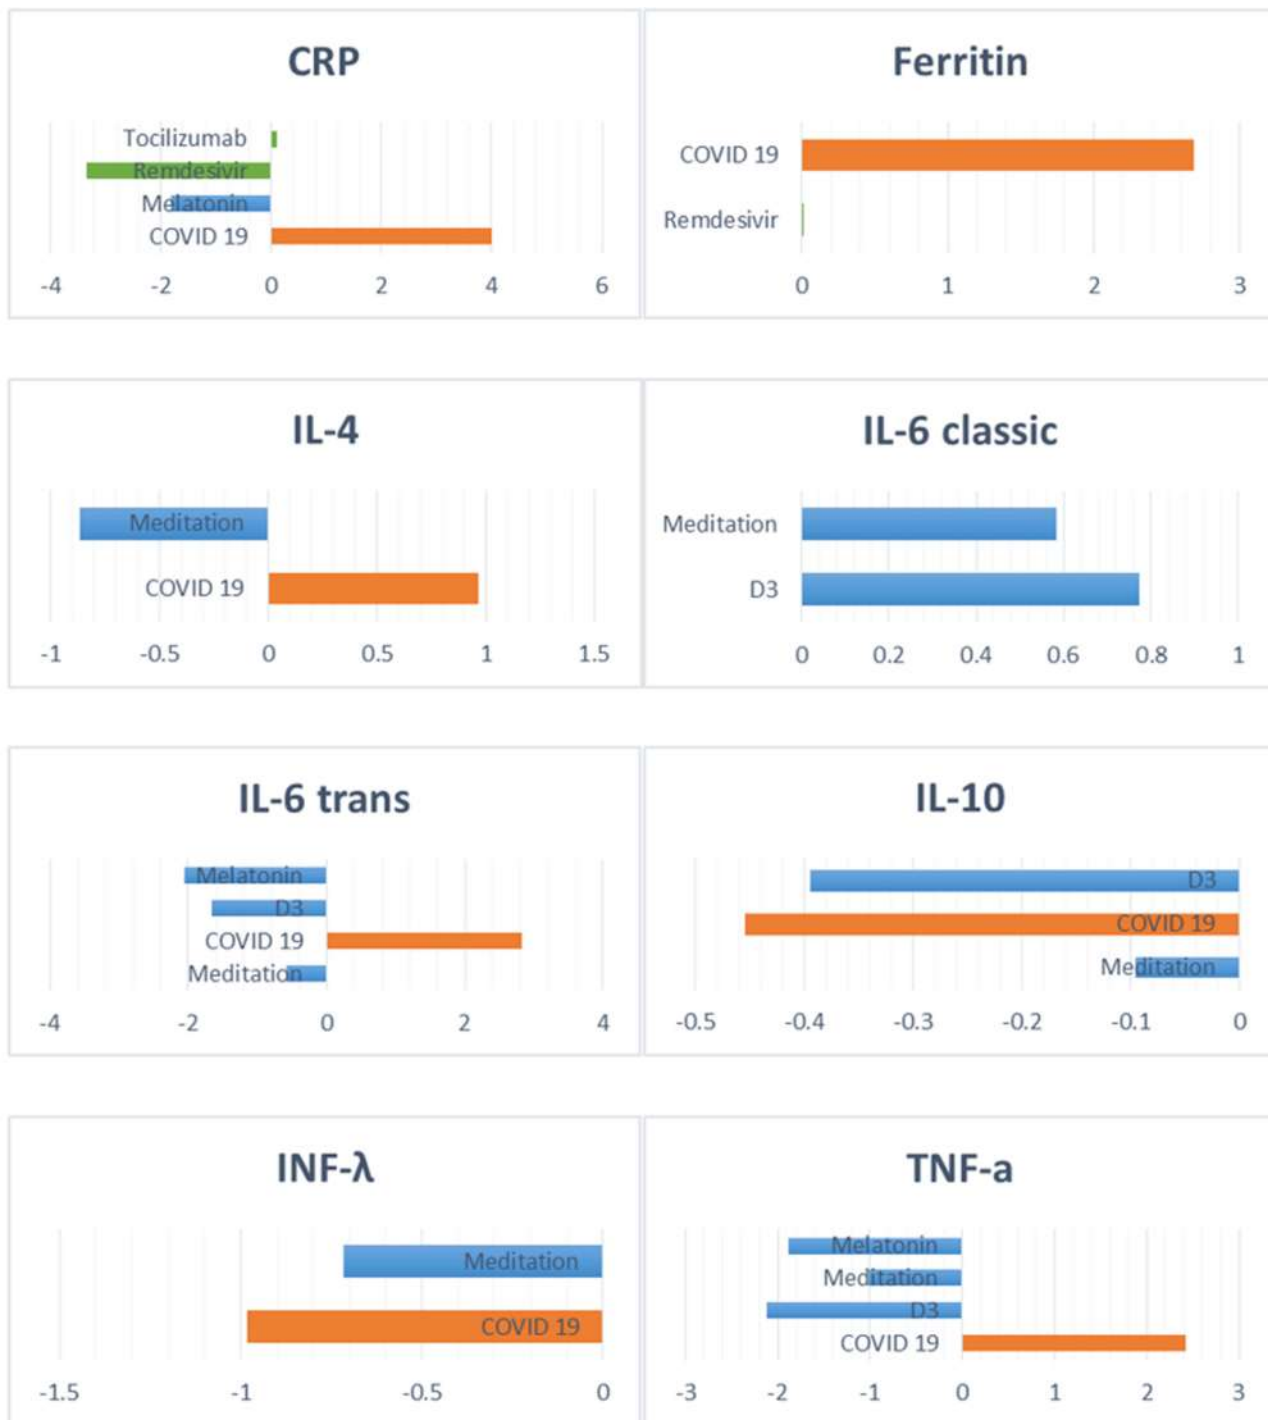 CRP
Tocilizumab
Remdesivir
Melatonin
COVID 19
-4 -2 0 2 4 6
Ferritin
COVID 19
Remdesivir
0 1 2 3
IL-4
Meditation
COVID 19
-1 -0.5 0 0.5 1 1.5
IL-6 classic
Meditation
D3
0 0.2 0.4 0.6 0.8 1
IL-6 trans
Melatonin
D3
COVID 19
Meditation
-4 -2 0 2 4
IL-10
D3
COVID 19
Meditation
-0.5 -0.4 -0.3 -0.2 -0.1 0
INF-λ
Meditation
COVID 19
-1.5 -1 -0.5 0
TNF-a
Melatonin
Meditation
D3
COVID 19
-3 -2 -1 0 1 2 3